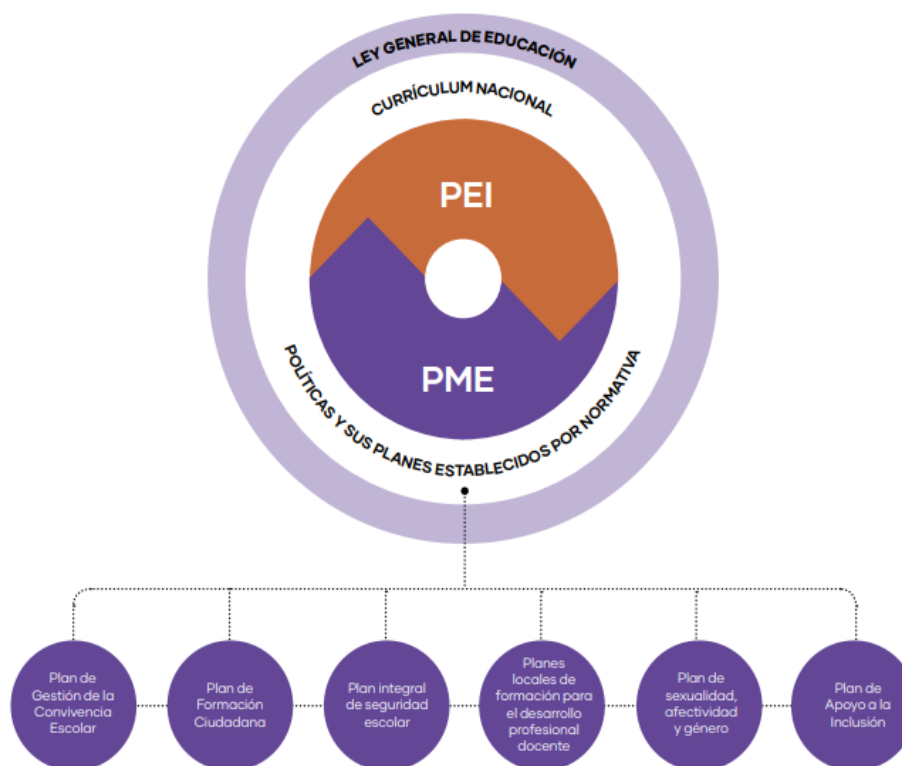 LEY GENERAL DE EDUCACIÓN
CURRÍCULUM NACIONAL
PEI
PME
POLÍTICAS Y SUS PLANES ESTABLECIDOS POR NORMATIVA
Plan de
Gestión de la
Convivencia
Escolar
Plan de
Formación
Ciudadana
Plan integral
de seguridad
escolar
Planes
locales de
formación para
el desarrollo
profesional
docente
Plan de
sexualidad,
afectividad
y género
Plan de
Apoyo a la
Inclusión